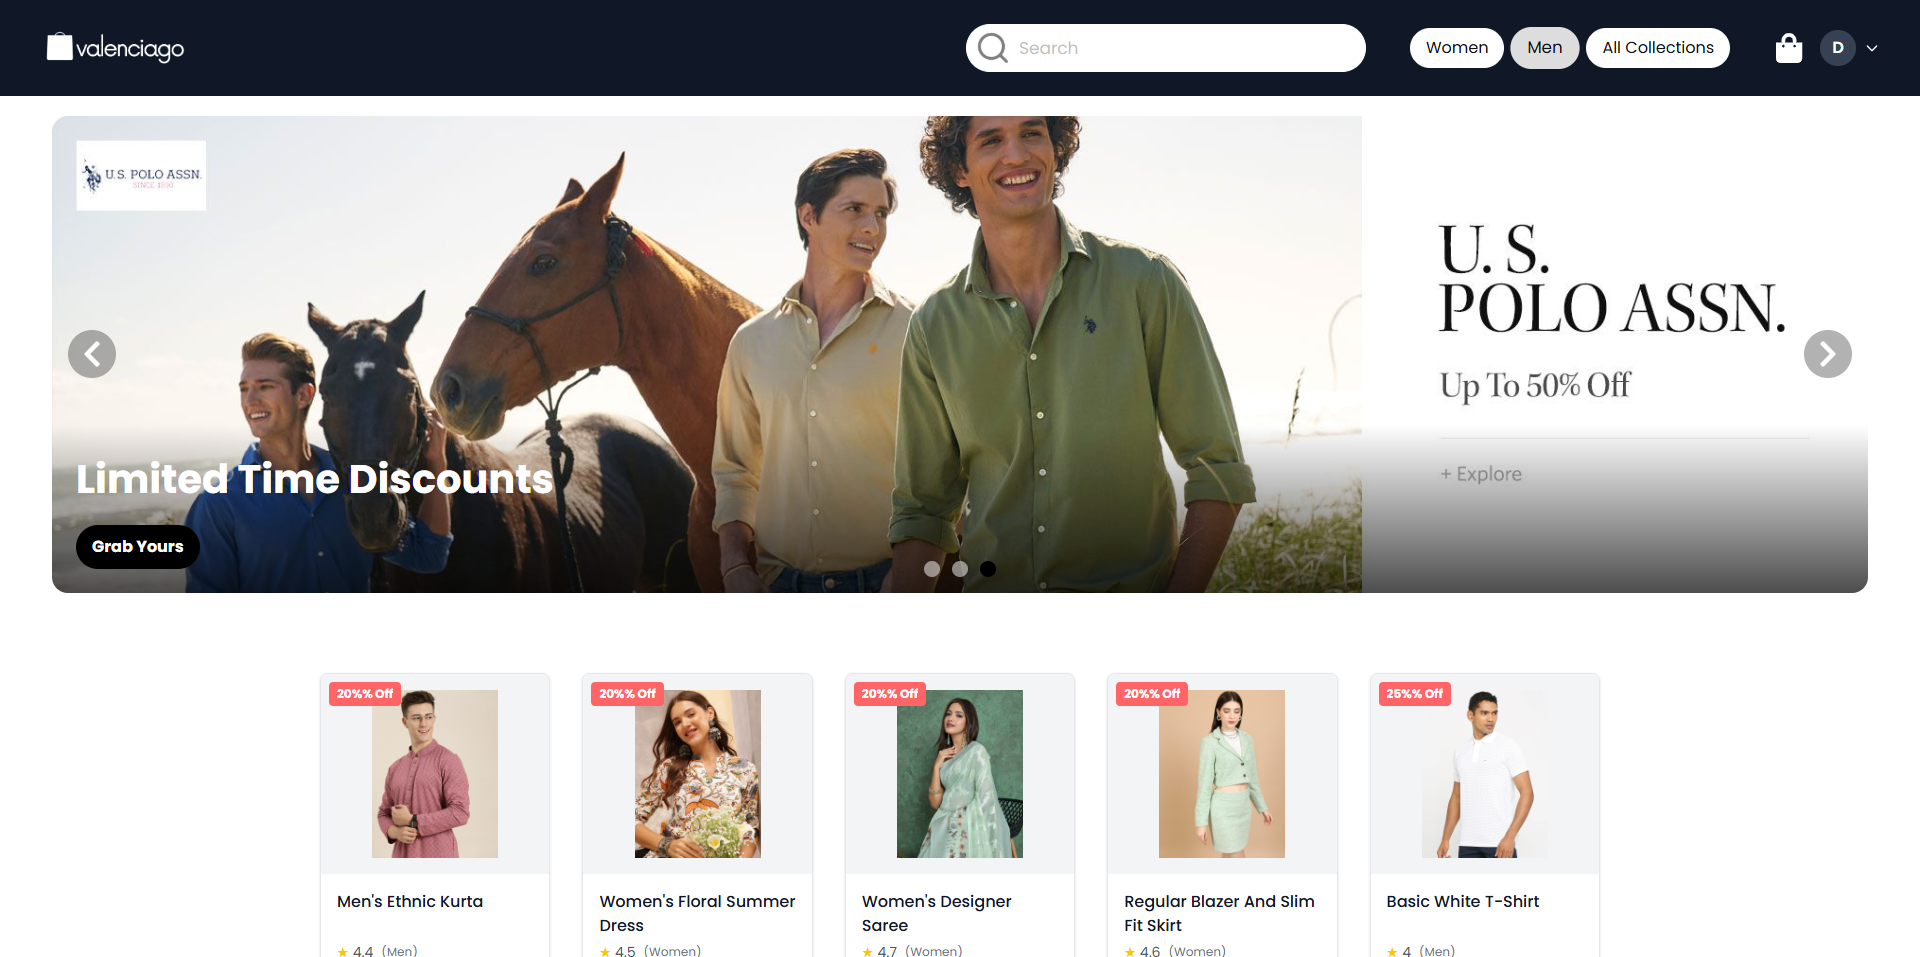 valenciago
Search
Women
Men
All Collections
D
U.S. POLO ASSN.
SINCE 1890
U. S.
POLO ASSN.
Up To 50% Off
+ Explore
Limited Time Discounts
Grab Yours
20%% Off
20%% Off
20%% Off
20%% Off
25%% Off
Men's Ethnic Kurta
★ 4.4 (Men)
Women's Floral Summer
Dress
★ 4.5 (Women)
Women's Designer
Saree
★ 4.7 (Women)
Regular Blazer And Slim
Fit Skirt
★ 4.6 (Women)
Basic White T-Shirt
★ 4 (Men)